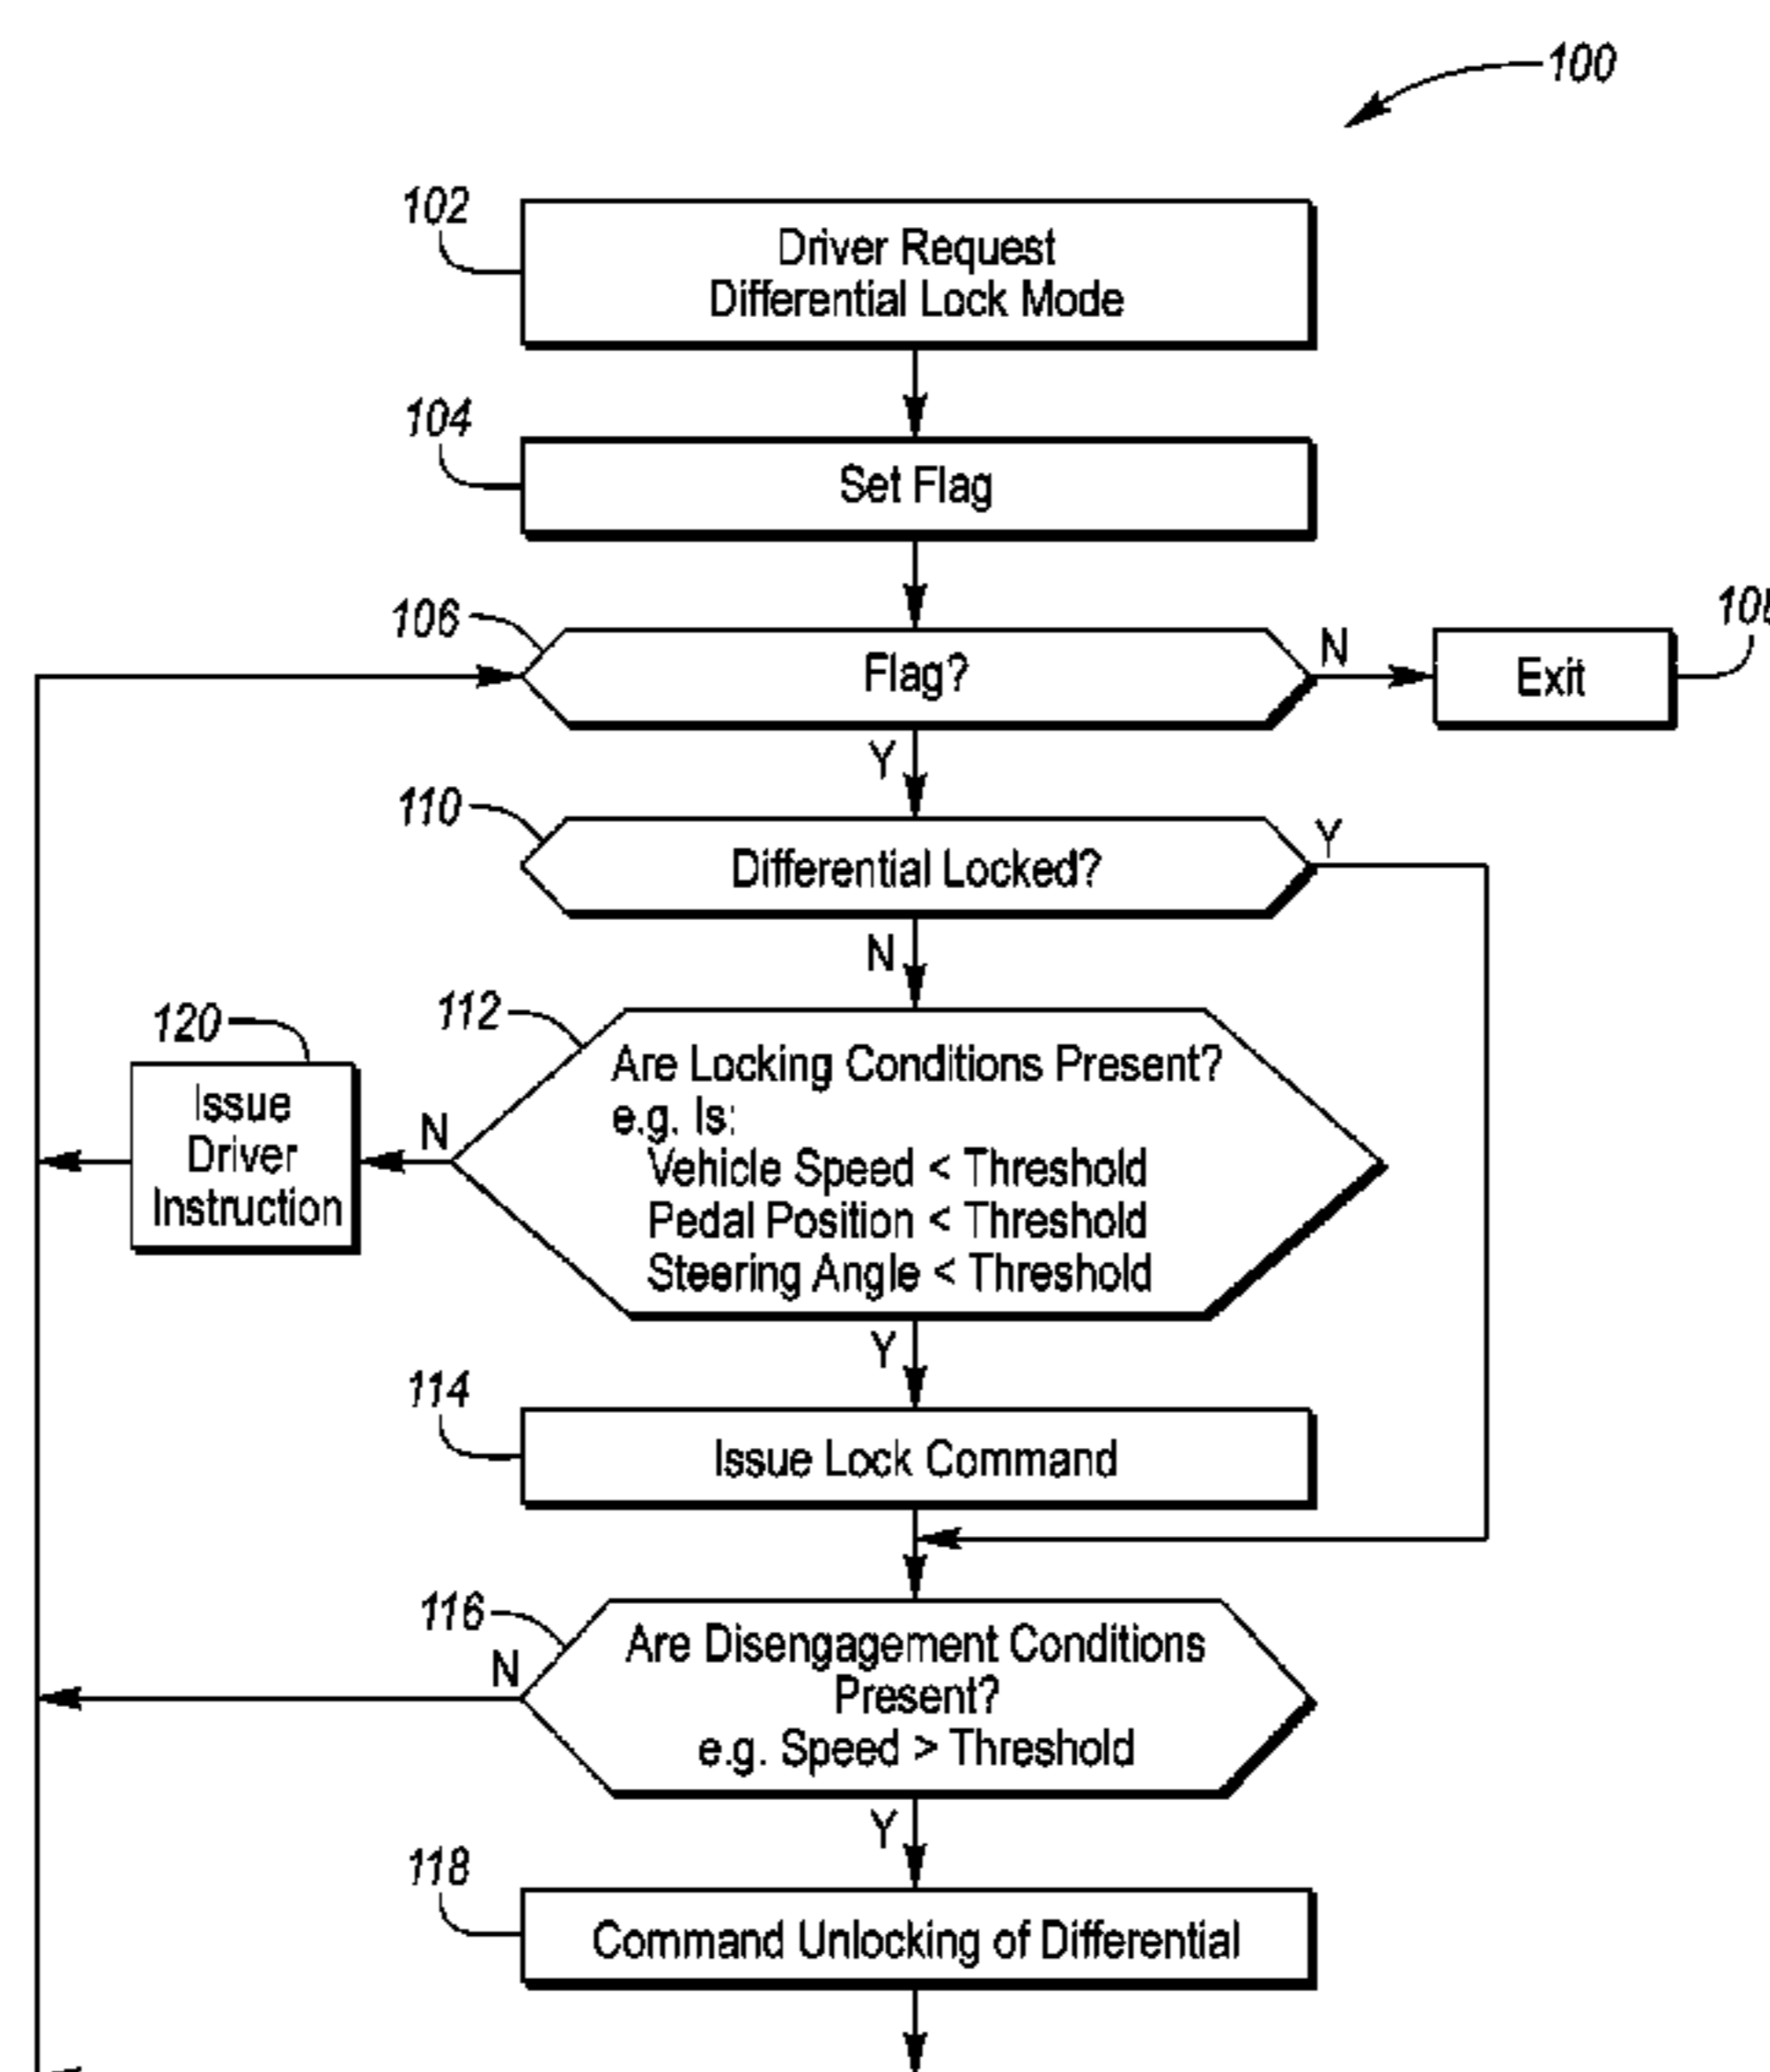 100
102
Driver Request
Differential Lock Mode
104
Set Flag
106
Flag?
N
Exit
Y
110
Differential Locked?
Y
N
112
Are Locking Conditions Present?
e.g. Is:
Vehicle Speed < Threshold
Pedal Position < Threshold
Steering Angle < Threshold
120
Issue
Driver
Instruction
N
Y
114
Issue Lock Command
116
N
Are Disengagement Conditions
Present?
e.g. Speed > Threshold
Y
118
Command Unlocking of Differential